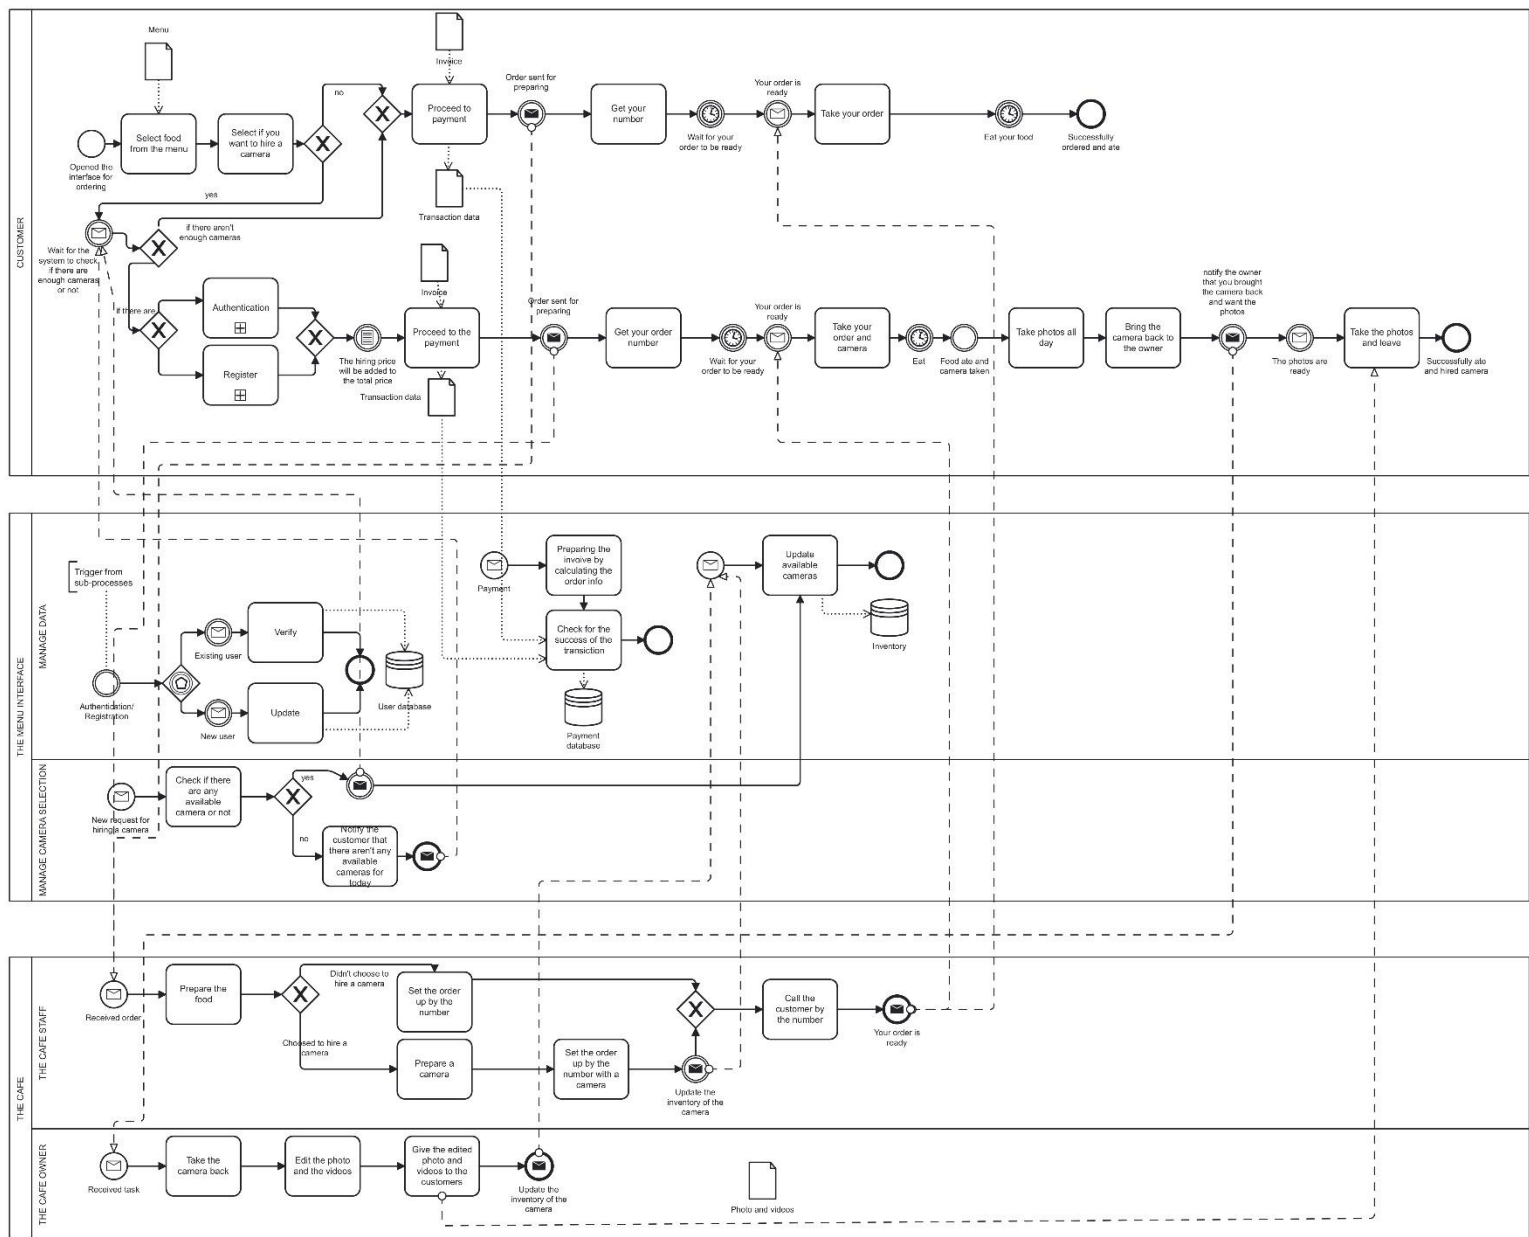 CUSTOMER
Menu
Invoice
Select food
from the menu
Select if you
want to hire a
camera
no
yes
Opened the
interface for
ordering
Proceed to
payment
Order sent for
preparing
Get your
number
Wait for your
order to be ready
Your order is
ready
Take your order
Eat your food
Successfully
ordered and ate
Transaction data
Wait for the
system to check
if there are
enough cameras
or not
if there aren't
enough cameras
if there are
Authentication
Register
The hiring price
will be added to
the total price
Invoice
Proceed to the
payment
Transaction data
Order sent for
preparing
Get your order
number
Wait for your
order to be ready
Your order is
ready
Take your
order and
camera
Eat
Food ate and
camera taken
Take photos all
day
Bring the
camera back to
the owner
notify the owner
that you brought
the camera back
and want the
photos
The photos are
ready
Take the photos
and leave
Successfully ate
and hired camera
THE MENU INTERFACE
MANAGE DATA
Trigger from
sub-processes
Authentication/
Registration
Existing user
Verify
New user
Update
User database
Payment
Preparing the
invoive by
calculating the
order info
Check for the
success of the
transiction
Payment
database
Update
available
cameras
Inventory
MANAGE CAMERA SELECTION
New request for
hiring a camera
Check if there
are any
available
camera or not
yes
no
Notify the
customer that
there aren't any
available
cameras for
today
THE CAFE
THE CAFE STAFF
Received order
Prepare the
food
Didn't choose to
hire a camera
Choosed to hire a
camera
Set the order
up by the
number
Prepare a
camera
Set the order
up by the
number with a
camera
Update the
inventory of the
camera
Call the
customer by
the number
Your order is
ready
THE CAFE OWNER
Received task
Take the
camera back
Edit the photo
and the videos
Give the edited
photo and
videos to the
customers
Update the
inventory of the
camera
Photo and videos